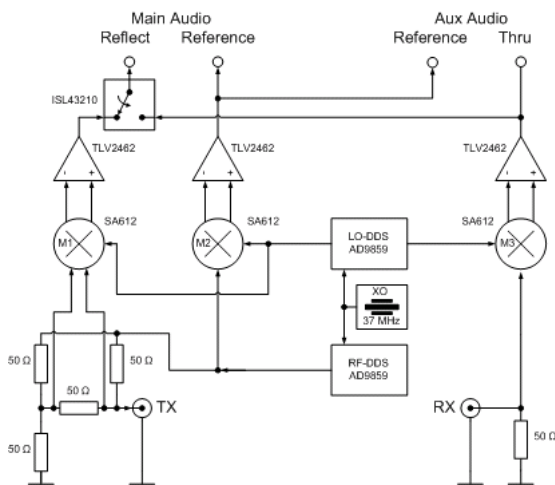 Main Audio
Aux Audio
Reflect
Reference
Reference
Thru
ISL43210
TLV2462
TLV2462
TLV2462
- +
- +
- +
SA612
SA612
SA612
M1
M2
M3
LO-DDS
AD9859
XO
37 MHz
RF-DDS
AD9859
50 Ω
50 Ω
50 Ω
TX
RX
50 Ω
50 Ω